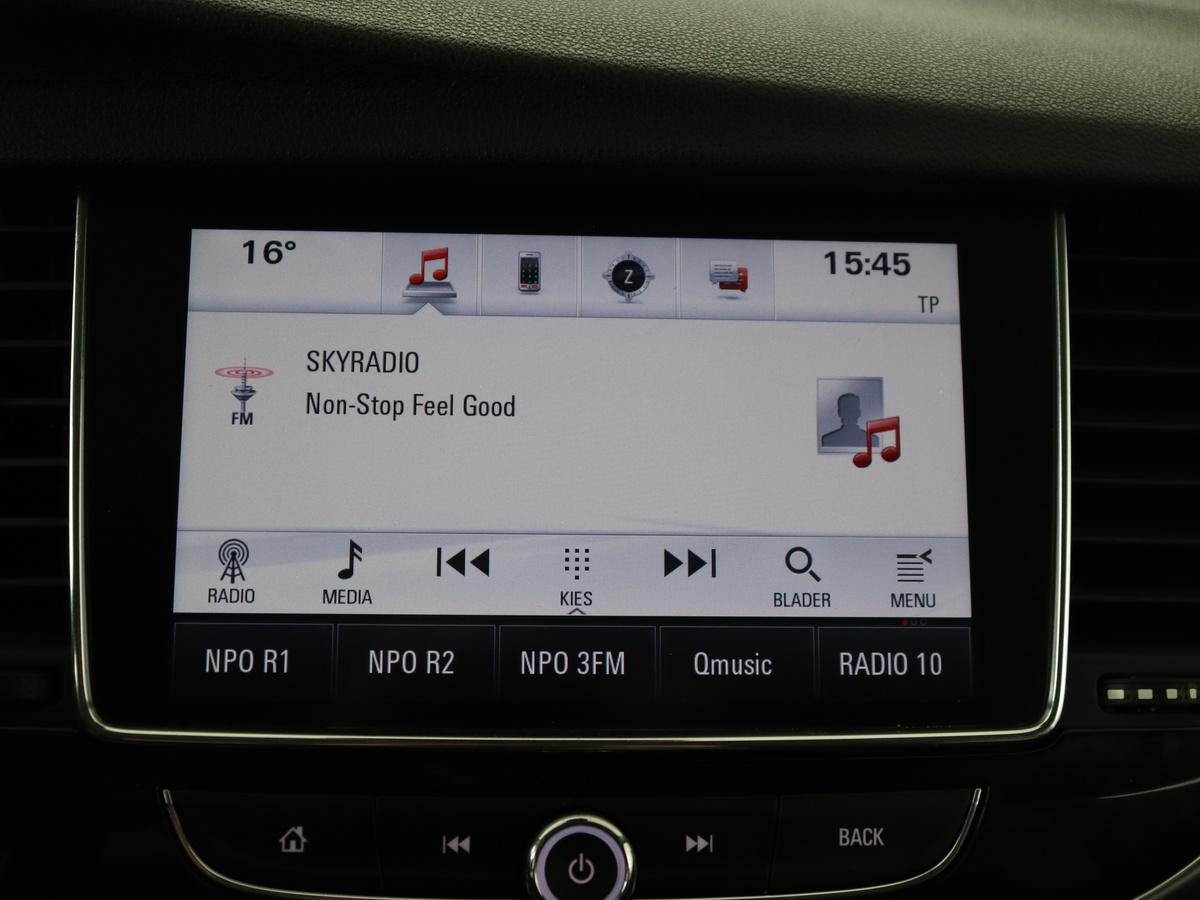 16°
15:45
TP
SKYRADIO
Non-Stop Feel Good
FM
RADIO
MEDIA
KIES
BLADER
MENU
NPO R1
NPO R2
NPO 3FM
Qmusic
RADIO 10
BACK